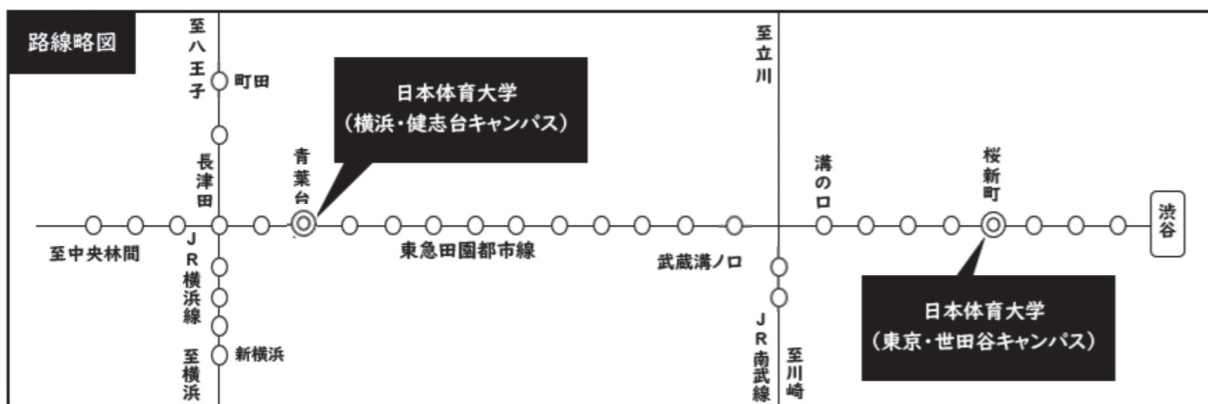 路線略図
至八王子
町田
日本体育大学
(横浜・健志台キャンパス)
至立川
長津田
青葉台
溝の口
桜新町
渋谷
至中央林間
JR横浜線
東急田園都市線
武蔵溝ノ口
日本体育大学
(東京・世田谷キャンパス)
新横浜
至横浜
JR南武線
至川崎